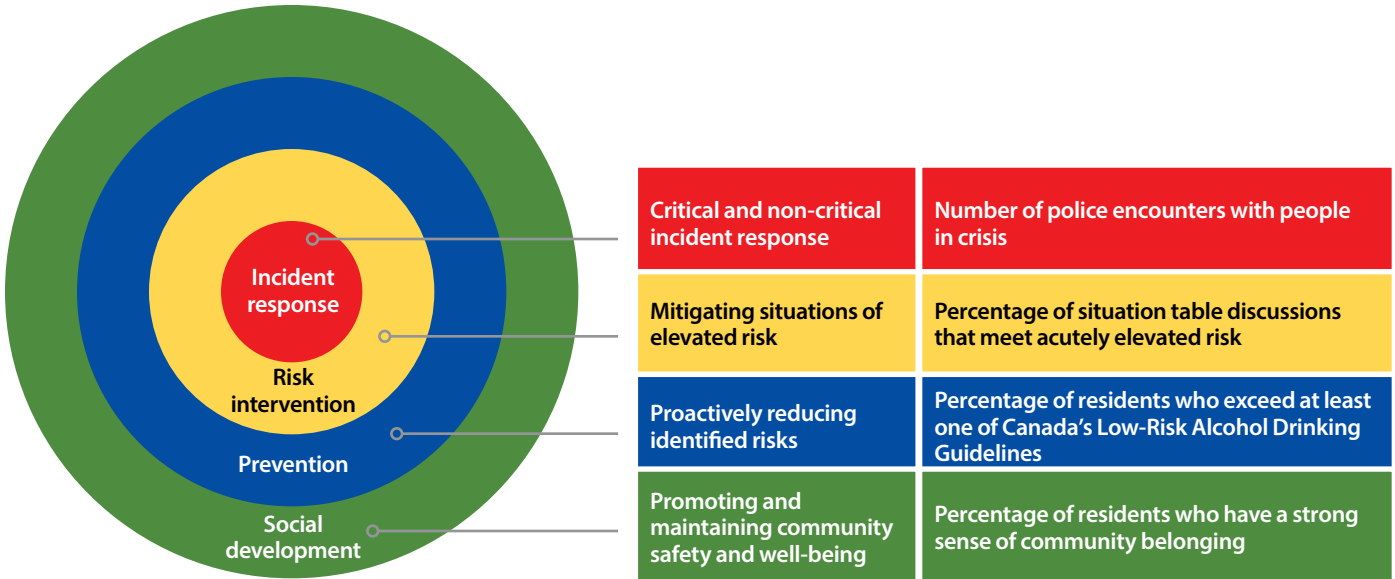 Incident
response
Risk
intervention
Prevention
Social
development
Critical and non-critical
incident response
Number of police encounters with people
in crisis
Mitigating situations of
elevated risk
Percentage of situation table discussions
that meet acutely elevated risk
Proactively reducing
identified risks
Percentage of residents who exceed at least
one of Canada’s Low-Risk Alcohol Drinking
Guidelines
Promoting and
maintaining community
safety and well-being
Percentage of residents who have a strong
sense of community belonging